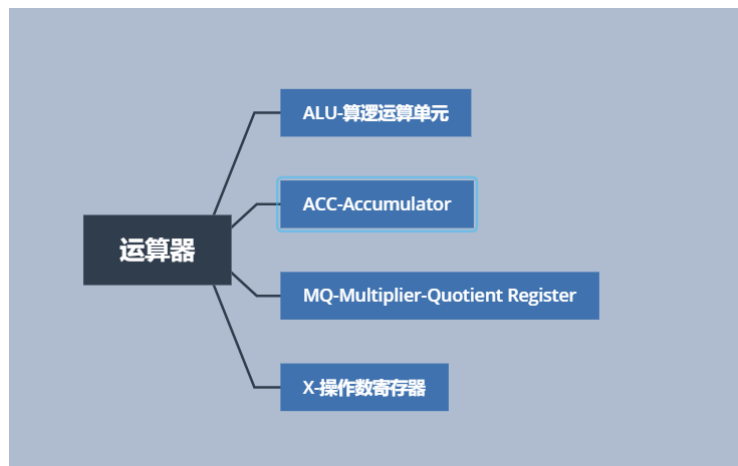 ALU-算逻运算单元
ACC-Accumulator
运算器
MQ-Multiplier-Quotient Register
X-操作数寄存器